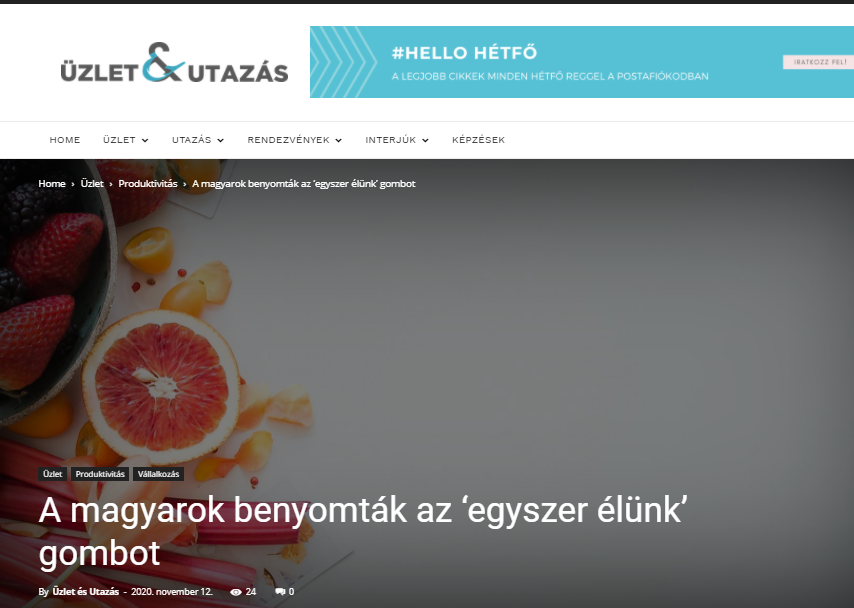 ÜZLET & UTAZÁS
#HELLO HÉTFŐ
A LEGJOBB CIKKEK MINDEN HÉTFŐ REGGEL A POSTAFIÓKODBAN
IRATKOZZ FEL!
HOME ÜZLET UTAZÁS RENDEZVÉNYEK INTERJÚK KÉPZÉSEK
Home › Üzlet › Produktivitás › A magyarok benyomták az 'egyszer élünk' gombot
Üzlet Produktivitás Vállalkozás
A magyarok benyomták az ‘egyszer élünk’
gombot
By Üzlet és Utazás - 2020. november 12. 24 0